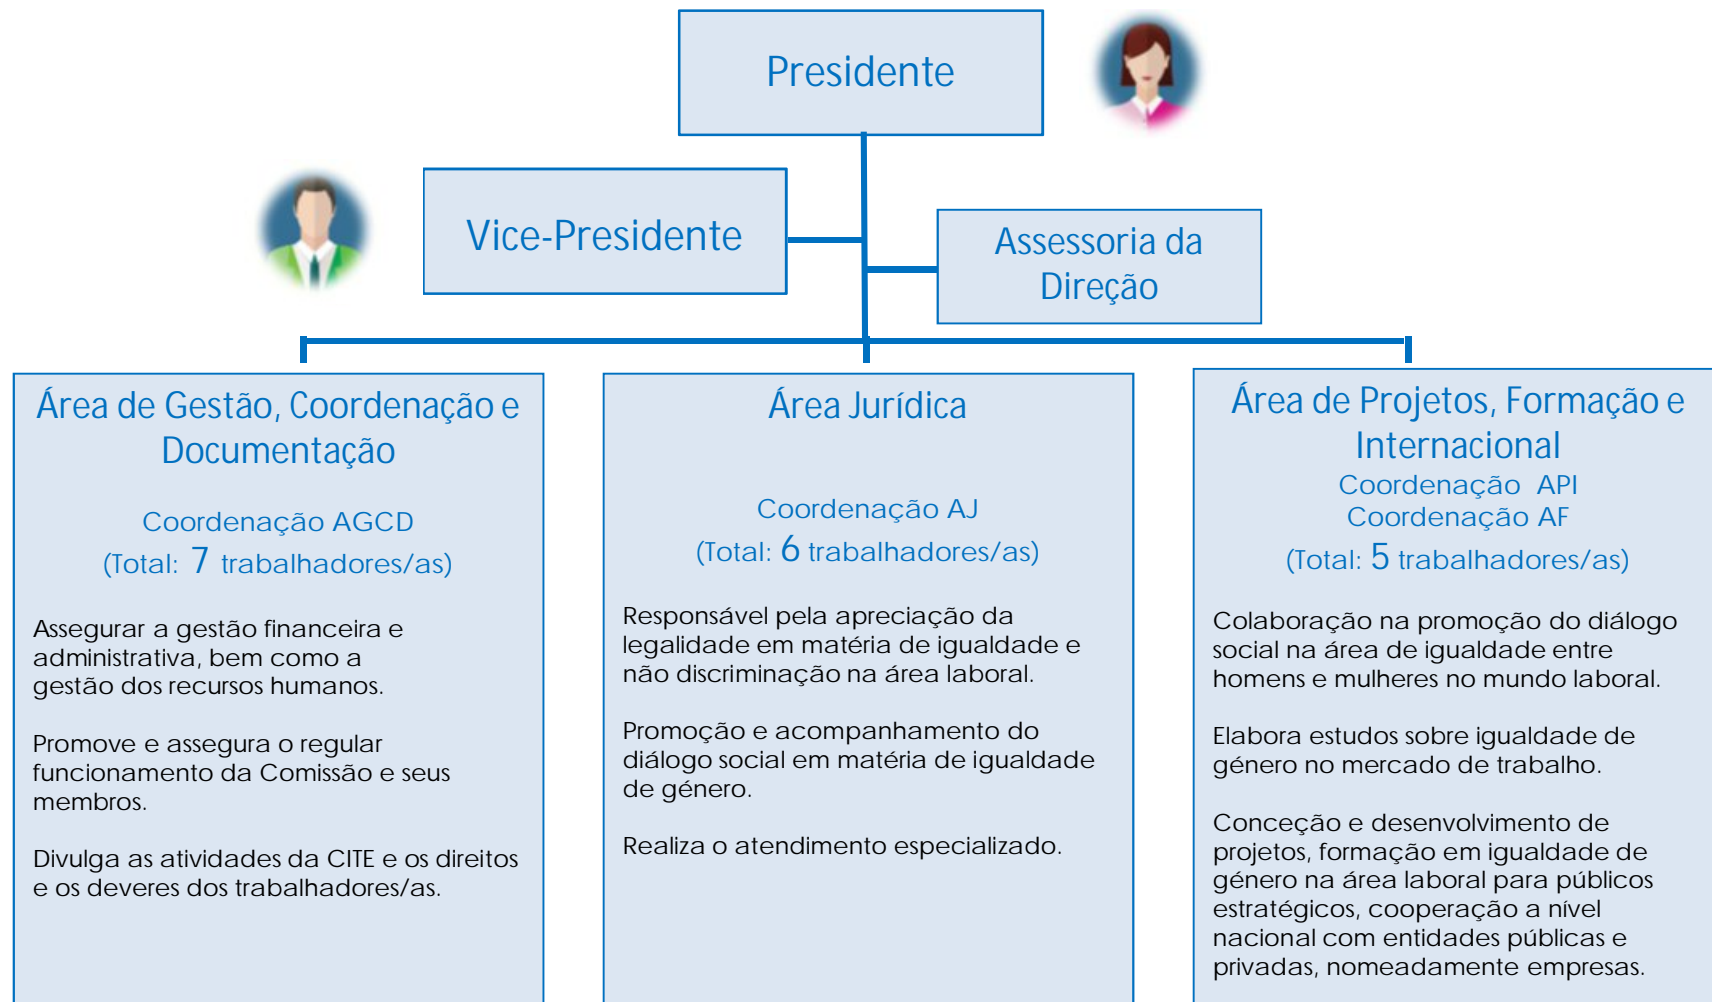 Presidente
Vice-Presidente
Assessoria da
Direção
Área de Gestão, Coordenação e
Documentação
Coordenação AGCD
(Total: 7 trabalhadores/as)
Assegurar a gestão financeira e
administrativa, bem como a
gestão dos recursos humanos.
Promove e assegura o regular
funcionamento da Comissão e seus
membros.
Divulga as atividades da CITE e os direitos
e os deveres dos trabalhadores/as.
Área Jurídica
Coordenação AJ
(Total: 6 trabalhadores/as)
Responsável pela apreciação da
legalidade em matéria de igualdade e
não discriminação na área laboral.
Promoção e acompanhamento do
diálogo social em matéria de igualdade
de género.
Realiza o atendimento especializado.
Área de Projetos, Formação e
Internacional
Coordenação API
Coordenação AF
(Total: 5 trabalhadores/as)
Colaboração na promoção do diálogo
social na área de igualdade entre
homens e mulheres no mundo laboral.
Elabora estudos sobre igualdade de
género no mercado de trabalho.
Conceção e desenvolvimento de
projetos, formação em igualdade de
género na área laboral para públicos
estratégicos, cooperação a nível
nacional com entidades públicas e
privadas, nomeadamente empresas.